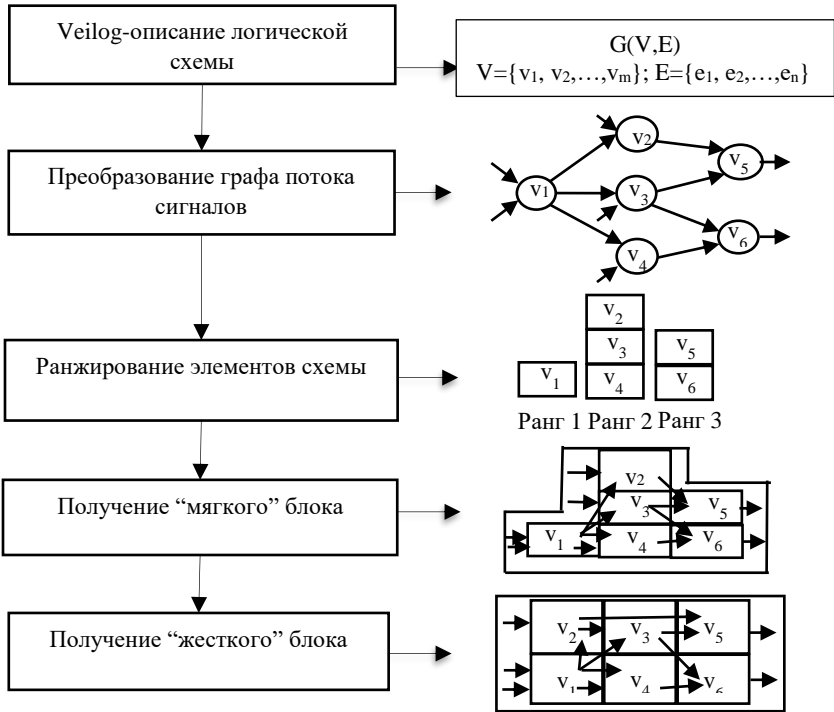 Veilog-описание логической
схемы
G(V,E)
V={v₁, v₂,…,vₘ}; E={e₁, e₂,…,eₙ}
Преобразование графа потока
сигналов
v₂
v₁
v₃
v₅
v₄
v₆
Ранжирование элементов схемы
v₂
v₃
v₅
v₁
v₄
v₆
Ранг 1 Ранг 2 Ранг 3
Получение “мягкого” блока
v₂
v₃
v₅
v₁
v₄
v₆
Получение “жесткого” блока
v₂
v₃
v₅
v₁
v₄
v₆